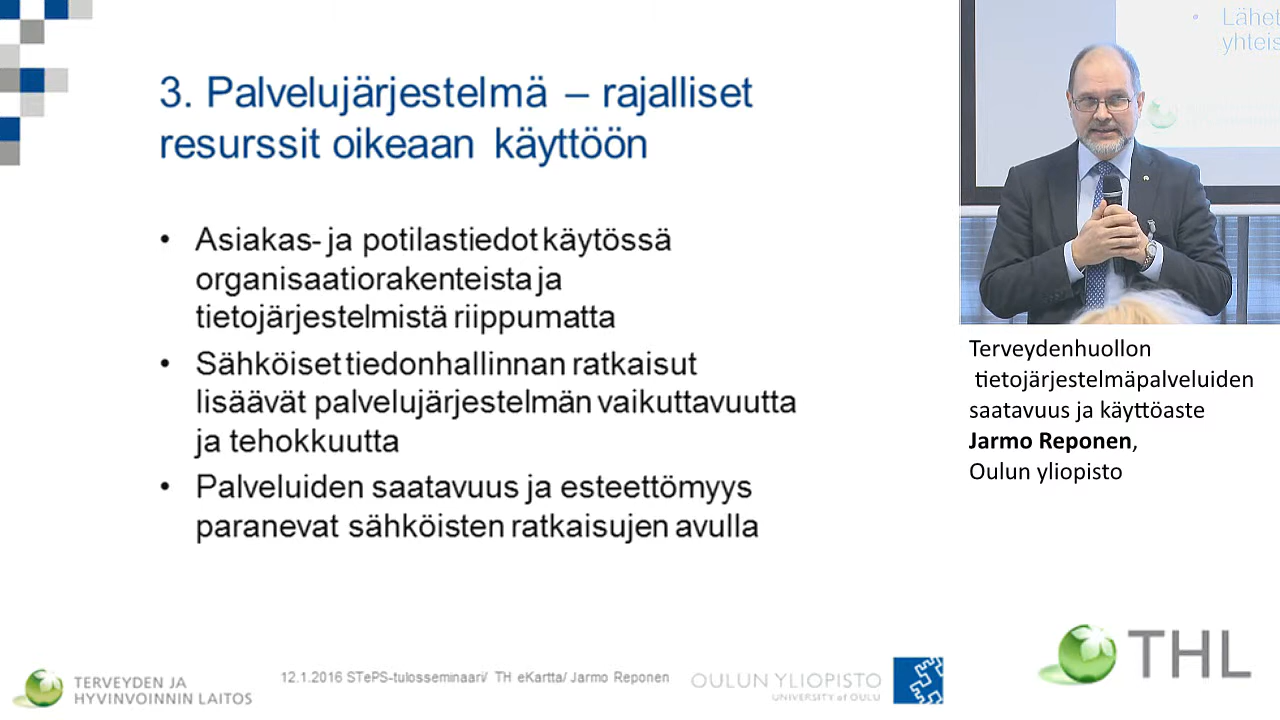 3. Palvelujärjestelmä – rajalliset
resurssit oikeaan käyttöön
• Asiakas- ja potilastiedot käytössä
organisaatiorakenteista ja
tietojärjestelmistä riippumatta
• Sähköiset tiedonhallinnan ratkaisut
lisäävät palvelujärjestelmän vaikuttavuutta
ja tehokkuutta
• Palveluiden saatavuus ja esteettömyys
paranevat sähköisten ratkaisujen avulla
TERVEYDEN JA
HYVINVOINNIN LAITOS
12.1.2016 STePS-tulosseminaari/ TH eKartta/ Jarmo Reponen
OULUN YLIOPISTO
UNIVERSITY of OULU
• Lähet
yhteis
Terveydenhuollon
tietojärjestelmäpalveluiden
saatavuus ja käyttöaste
Jarmo Reponen,
Oulun yliopisto
THL